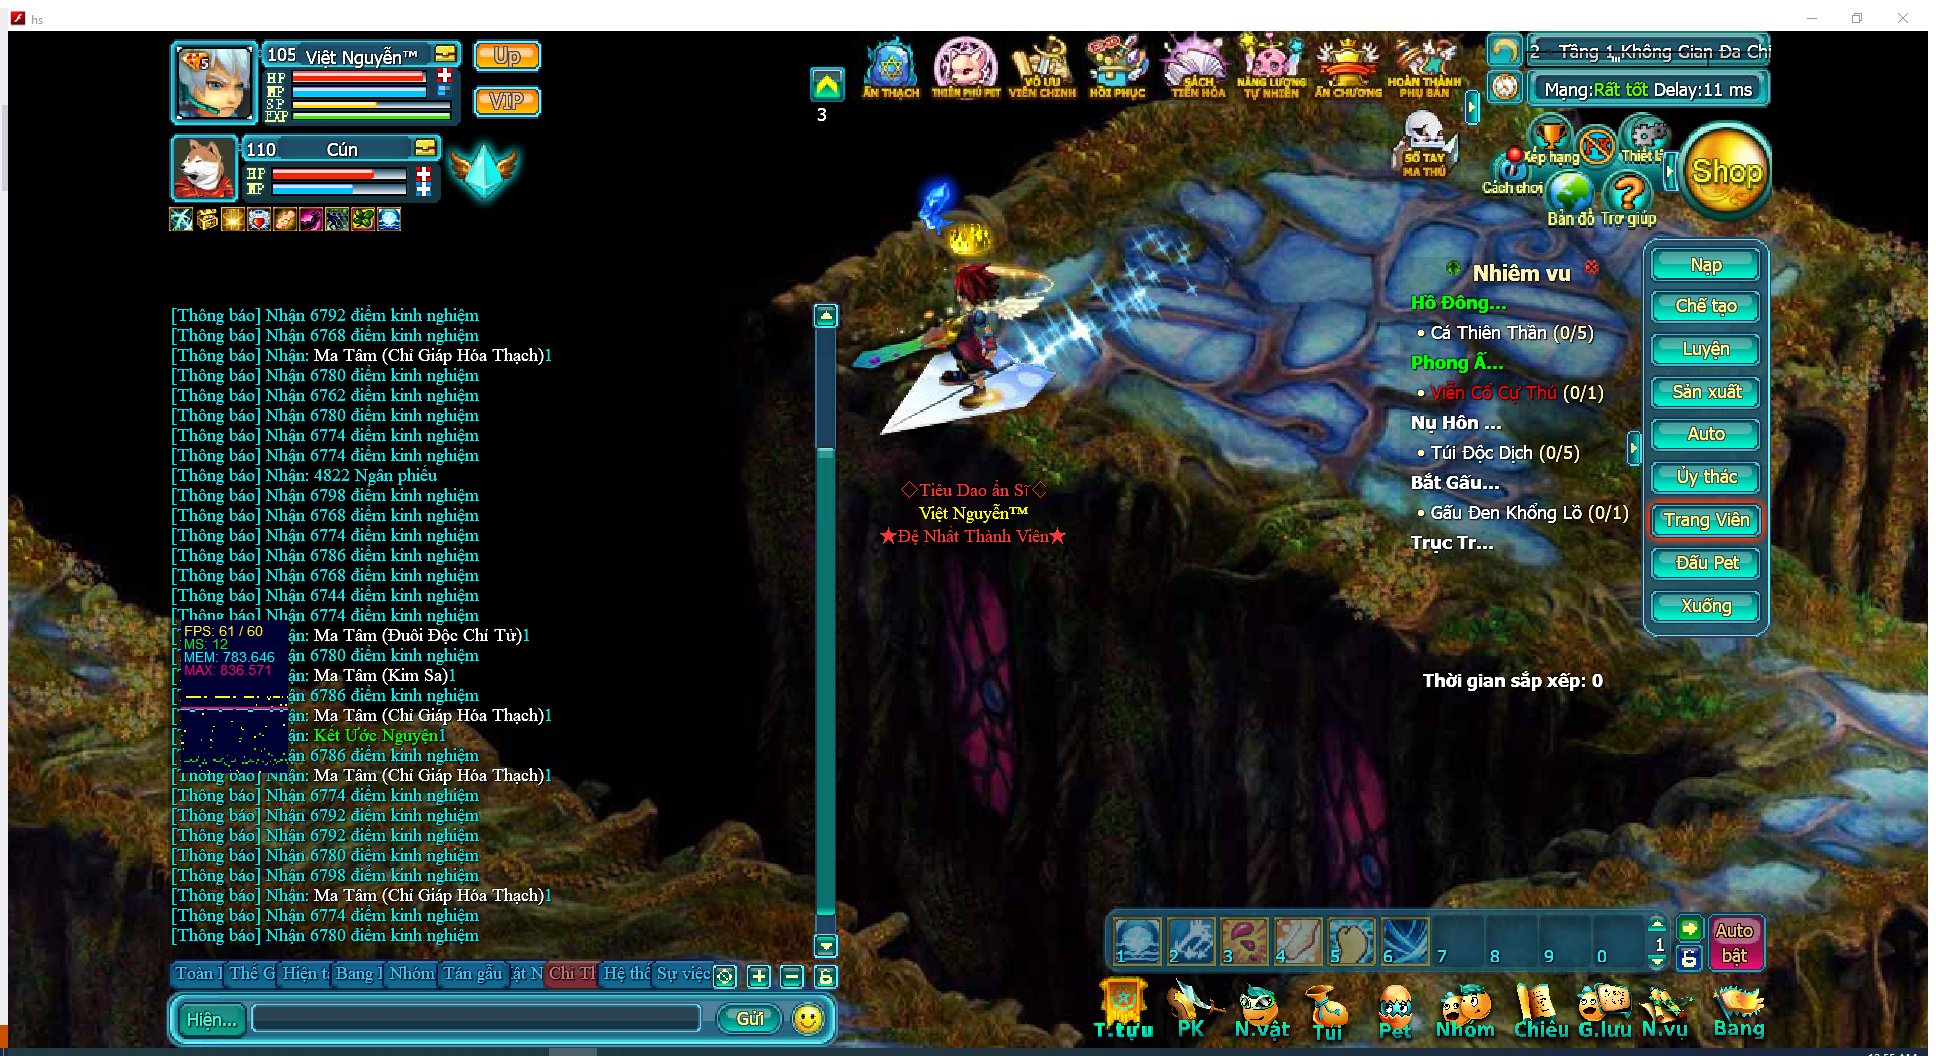 hs
105 Việt Nguyễn™
5
HP
MP
SP
EXP
Up
VIP
110 Cún
HP
MP
3
ẤN THẠCH
THIÊN PHÚ PET
VÕ LƯU VIÊN CHINH
HỒI PHỤC
SÁCH TIẾN HÓA
NĂNG LƯỢNG TỰ NHIÊN
ẤN CHƯƠNG
HOÀN THÀNH PHỤ BẢN
SỔ TAY MA THÚ
2 - Tầng 1 Không Gian Đa Chi
Mạng:Rất tốt Delay:11 ms
Xếp hạng
Cách chơi
Bản đồ
Trợ giúp
Shop
Nhiêm vu
Hồ Đông...
• Cá Thiên Thần (0/5)
Phong Ấ...
• Viễn Cổ Cự Thú (0/1)
Nụ Hôn ...
• Túi Độc Dịch (0/5)
Bắt Gấu...
• Gấu Đen Khổng Lồ (0/1)
Trục Tr...
Nạp
Chế tạo
Luyện
Sản xuất
Auto
Ủy thác
Trang Viên
Đấu Pet
Xuống
Thời gian sắp xếp: 0
◇Tiêu Dao ẩn Sĩ◇
Việt Nguyễn™
★Đệ Nhất Thành Viên★
[Thông báo] Nhận 6792 điểm kinh nghiệm
[Thông báo] Nhận 6768 điểm kinh nghiệm
[Thông báo] Nhận: Ma Tâm (Chỉ Giáp Hóa Thạch)1
[Thông báo] Nhận 6780 điểm kinh nghiệm
[Thông báo] Nhận 6762 điểm kinh nghiệm
[Thông báo] Nhận 6780 điểm kinh nghiệm
[Thông báo] Nhận 6774 điểm kinh nghiệm
[Thông báo] Nhận 6774 điểm kinh nghiệm
[Thông báo] Nhận: 4822 Ngân phiếu
[Thông báo] Nhận 6798 điểm kinh nghiệm
[Thông báo] Nhận 6768 điểm kinh nghiệm
[Thông báo] Nhận 6774 điểm kinh nghiệm
[Thông báo] Nhận 6786 điểm kinh nghiệm
[Thông báo] Nhận 6768 điểm kinh nghiệm
[Thông báo] Nhận 6744 điểm kinh nghiệm
[Thông báo] Nhận 6774 điểm kinh nghiệm
FPS: 61 / 60
MS: 12
MEM: 783.646
MAX: 836.571
ận: Ma Tâm (Đuôi Độc Chí Tử)1
ận 6780 điểm kinh nghiệm
ận: Ma Tâm (Kim Sa)1
ận 6786 điểm kinh nghiệm
ận: Ma Tâm (Chỉ Giáp Hóa Thạch)1
ận: Kết Ước Nguyện1
ận 6786 điểm kinh nghiệm
[Thông báo] Nhận: Ma Tâm (Chỉ Giáp Hóa Thạch)1
[Thông báo] Nhận 6774 điểm kinh nghiệm
[Thông báo] Nhận 6792 điểm kinh nghiệm
[Thông báo] Nhận 6792 điểm kinh nghiệm
[Thông báo] Nhận 6780 điểm kinh nghiệm
[Thông báo] Nhận 6798 điểm kinh nghiệm
[Thông báo] Nhận: Ma Tâm (Chỉ Giáp Hóa Thạch)1
[Thông báo] Nhận 6774 điểm kinh nghiệm
[Thông báo] Nhận 6780 điểm kinh nghiệm
Toàn Thế G Hiện t Bang Nhóm Tán gẫu ật N Chỉ Th Hệ thố Sự việc
Hiện...
Gửi
1 2 3 4 5 6 7 8 9 0
1
Auto bật
T.tựu PK N.vật Túi Pet Nhóm Chiêu G.lưu N.vụ Bang